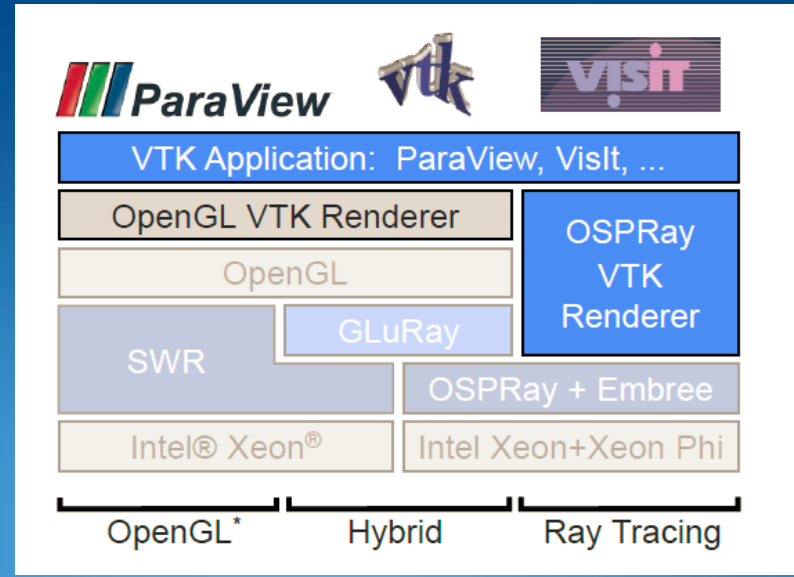 ParaView
vtk
VISIT
VTK Application: ParaView, VisIt, ...
OpenGL VTK Renderer
OSPRay
VTK
Renderer
OpenGL
GLuRay
SWR
OSPRay + Embree
Intel® Xeon®
Intel Xeon+Xeon Phi
OpenGL*
Hybrid
Ray Tracing